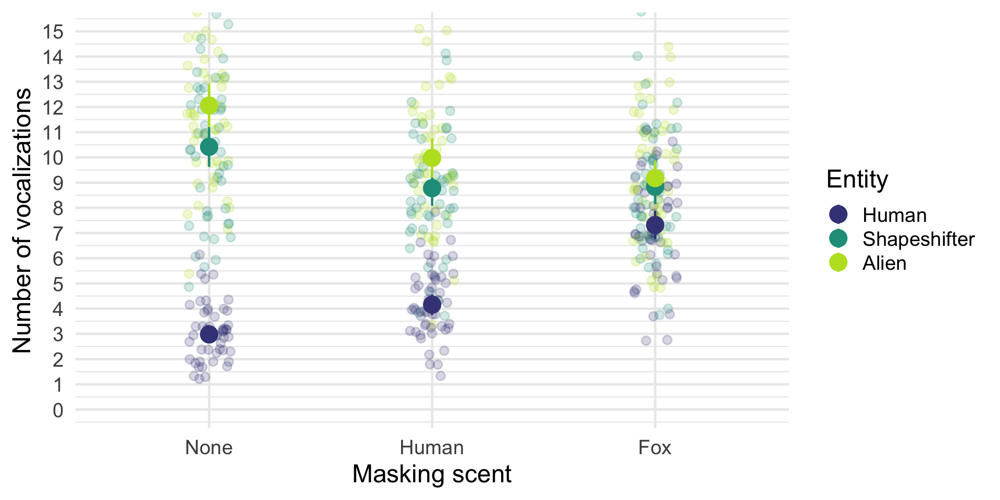 Number of vocalizations
15
14
13
12
11
10
9
8
7
6
5
4
3
2
1
0
None
Human
Fox
Masking scent
Entity
Human
Shapeshifter
Alien